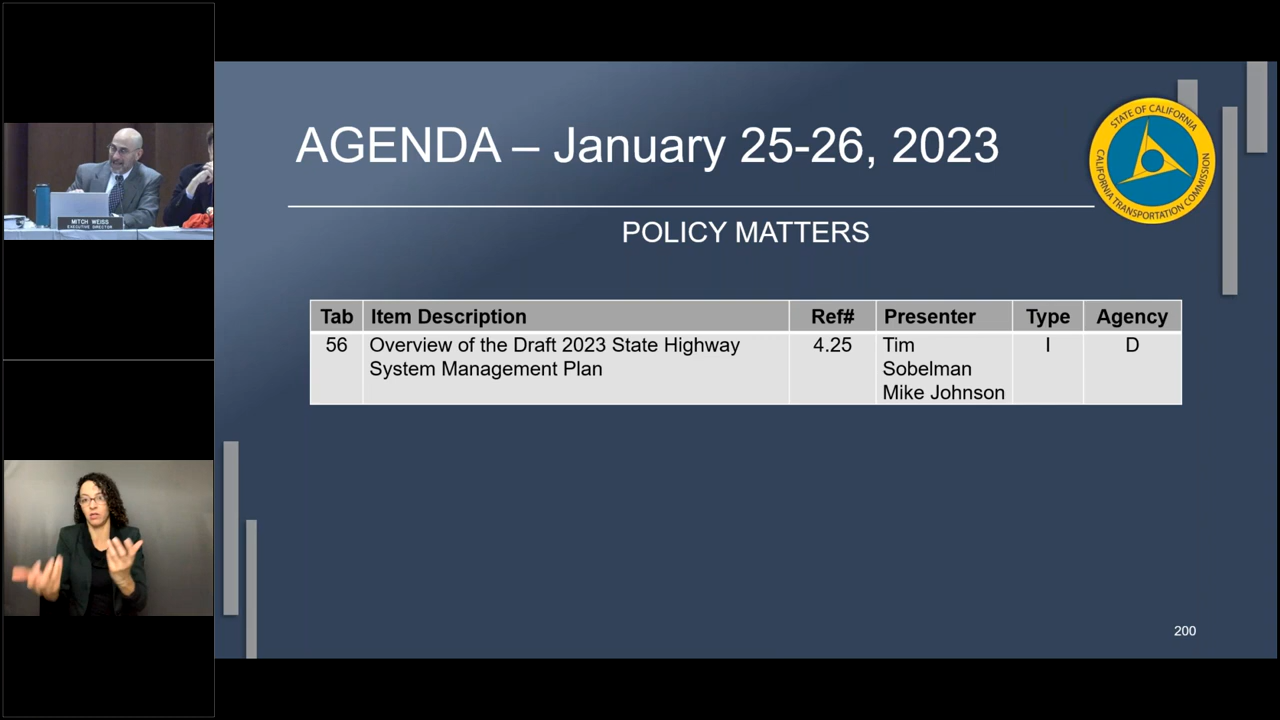 MITCH WEISS
EXECUTIVE DIRECTOR
AGENDA – January 25-26, 2023
STATE OF CALIFORNIA
CALIFORNIA TRANSPORTATION COMMISSION
POLICY MATTERS
Tab Item Description Ref# Presenter Type Agency
56 Overview of the Draft 2023 State Highway 4.25 Tim I D
System Management Plan Sobelman
Mike Johnson
200